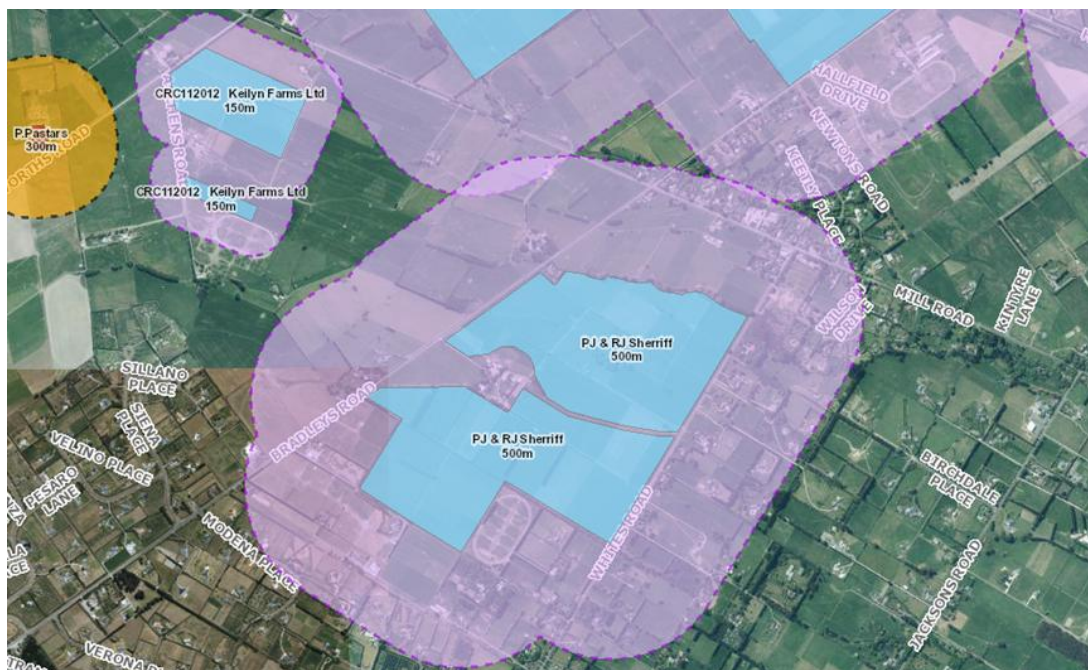 HALLFIELD
DRIVE
CRC112012 Keilyn Farms Ltd
150m
P.Pastars
300m
NEWTONS ROAD
KEETLY PLACE
CRC112012 Keilyn Farms Ltd
150m
MILL ROAD
KINTYRE
LANE
WILSON
DRIVE
PJ & RJ Sherriff
500m
SILLANO
PLACE
SIENA
PLACE
BRADLEYS ROAD
PJ & RJ Sherriff
500m
VELINO PLACE
PESARO
LANE
BIRCHDALE
PLACE
WHITES ROAD
MODENA PLACE
JACKSONS ROAD